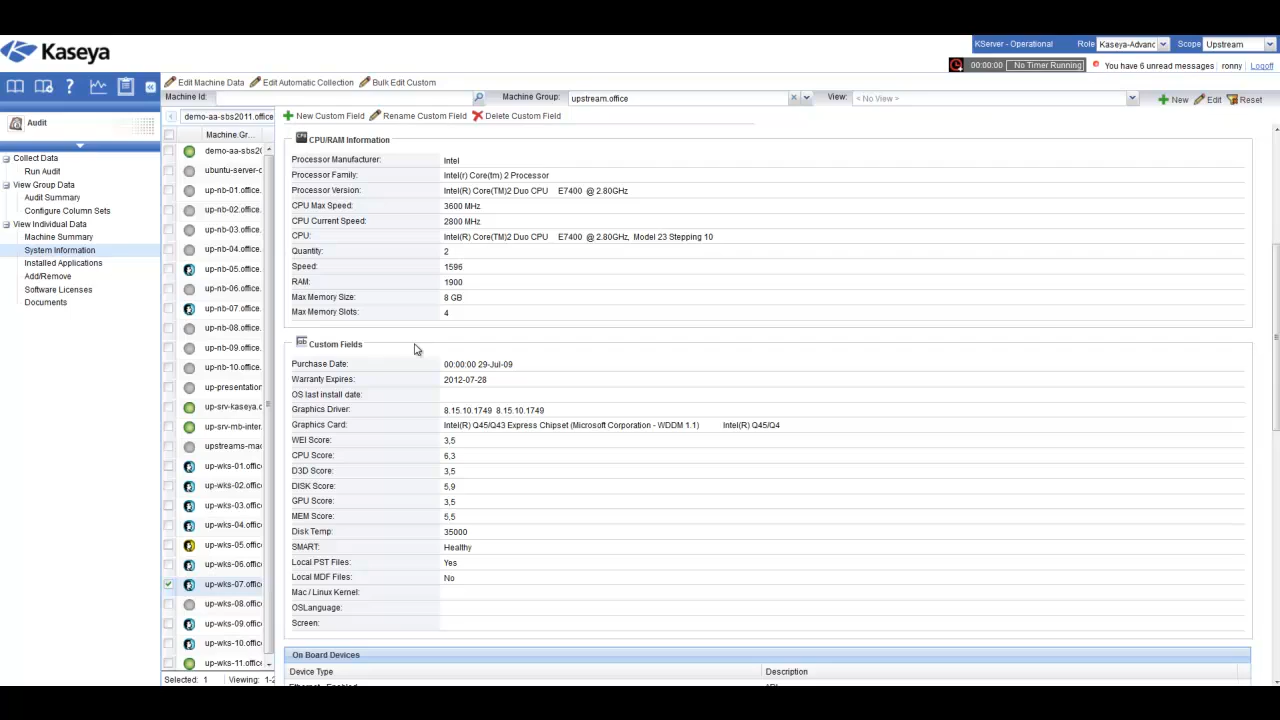 Kaseya
KServer - Operational Role Kaseya-Advanc Scope Upstream
00:00:00 No Timer Running You have 6 unread messages ronny Logoff
Edit Machine Data Edit Automatic Collection Bulk Edit Custom
Machine Id: Machine Group: upstream.office View: < No View >
New Edit Reset
Audit
Collect Data
Run Audit
View Group Data
Audit Summary
Configure Column Sets
View Individual Data
Machine Summary
System Information
Installed Applications
Add/Remove
Software Licenses
Documents
demo-aa-sbs2011.office
Machine.Gr...
demo-aa-sbs20
ubuntu-server-c
up-nb-01.office.
up-nb-02.office.
up-nb-03.office.
up-nb-04.office.
up-nb-05.office.
up-nb-06.office.
up-nb-07.office.
up-nb-08.office.
up-nb-09.office.
up-nb-10.office.
up-presentation
up-srv-kaseya.c
up-srv-mb-inter.
upstreams-mac
up-wks-01.offic
up-wks-02.offic
up-wks-03.offic
up-wks-04.offic
up-wks-05.offic
up-wks-06.offic
up-wks-07.offic
up-wks-08.offic
up-wks-09.offic
up-wks-10.offic
up-wks-11.offic
Selected: 1 Viewing: 1-2
New Custom Field Rename Custom Field Delete Custom Field
CPU/RAM Information
Processor Manufacturer: Intel
Processor Family: Intel(r) Core(tm) 2 Processor
Processor Version: Intel(R) Core(TM)2 Duo CPU E7400 @ 2.80GHz
CPU Max Speed: 3600 MHz
CPU Current Speed: 2800 MHz
CPU: Intel(R) Core(TM)2 Duo CPU E7400 @ 2.80GHz, Model 23 Stepping 10
Quantity: 2
Speed: 1596
RAM: 1900
Max Memory Size: 8 GB
Max Memory Slots: 4
Custom Fields
Purchase Date: 00:00:00 29-Jul-09
Warranty Expires: 2012-07-28
OS last install date:
Graphics Driver: 8.15.10.1749 8.15.10.1749
Graphics Card: Intel(R) Q45/Q43 Express Chipset (Microsoft Corporation - WDDM 1.1) Intel(R) Q45/Q4
WEI Score: 3,5
CPU Score: 6,3
D3D Score: 3,5
DISK Score: 5,9
GPU Score: 3,5
MEM Score: 5,5
Disk Temp: 35000
SMART: Healthy
Local PST Files: Yes
Local MDF Files: No
Mac / Linux Kernel:
OSLanguage:
Screen:
On Board Devices
Device Type Description